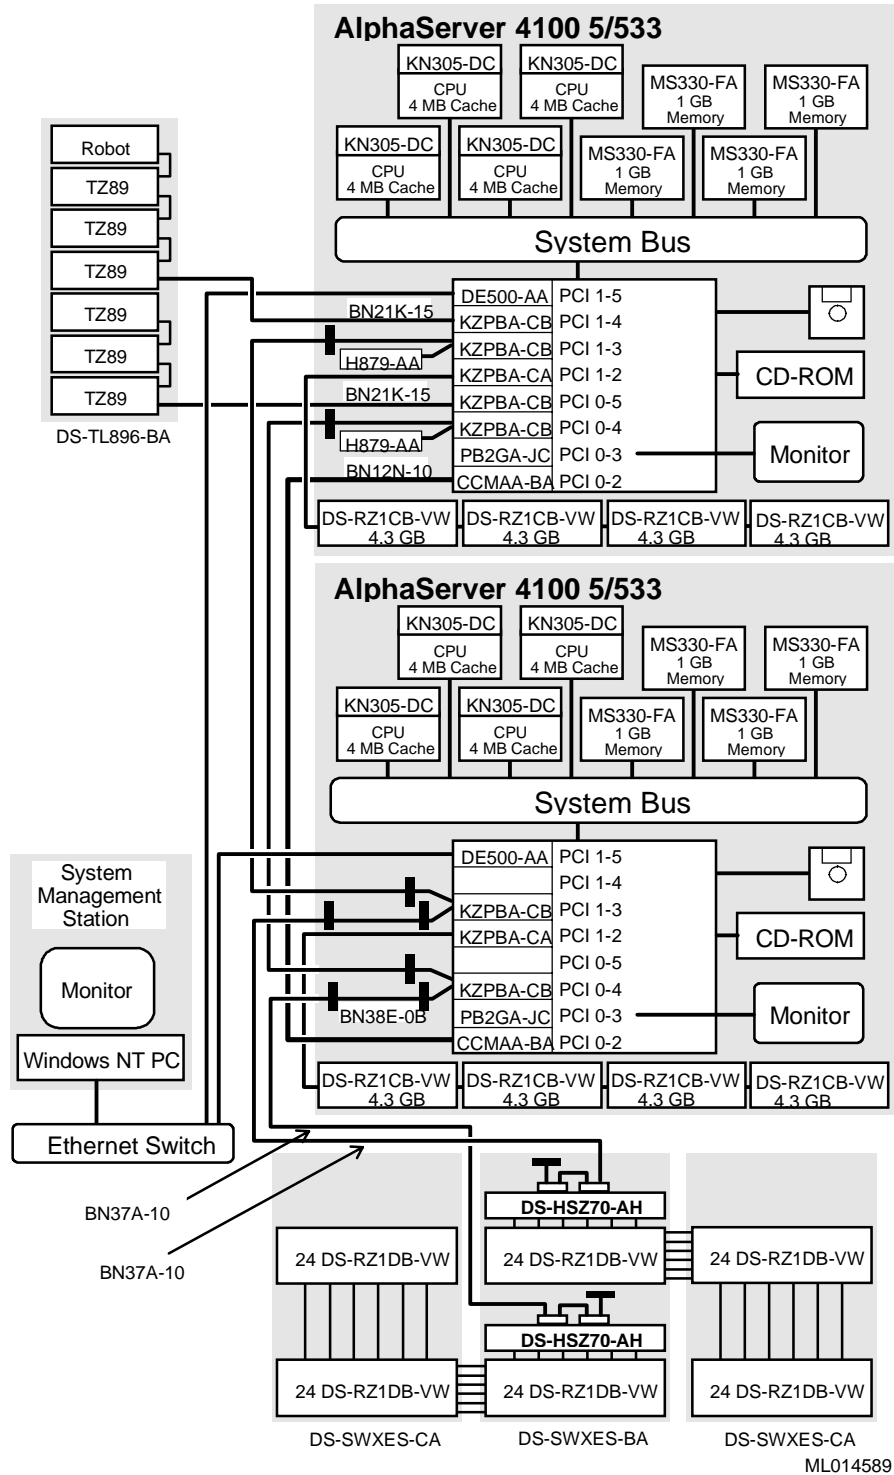 AlphaServer 4100 5/533
KN305-DC
CPU
4 MB Cache
KN305-DC
CPU
4 MB Cache
MS330-FA
1 GB
Memory
MS330-FA
1 GB
Memory
KN305-DC
CPU
4 MB Cache
KN305-DC
CPU
4 MB Cache
MS330-FA
1 GB
Memory
MS330-FA
1 GB
Memory
System Bus
Robot
TZ89
TZ89
TZ89
TZ89
TZ89
TZ89
DS-TL896-BA
BN21K-15
H879-AA
BN21K-15
H879-AA
BN12N-10
DE500-AA PCI 1-5
KZPBA-CB PCI 1-4
KZPBA-CB PCI 1-3
KZPBA-CA PCI 1-2
KZPBA-CB PCI 0-5
KZPBA-CB PCI 0-4
PB2GA-JC PCI 0-3
CCMAA-BA PCI 0-2
CD-ROM
Monitor
DS-RZ1CB-VW
4.3 GB
DS-RZ1CB-VW
4.3 GB
DS-RZ1CB-VW
4.3 GB
DS-RZ1CB-VW
4.3 GB
AlphaServer 4100 5/533
KN305-DC
CPU
4 MB Cache
KN305-DC
CPU
4 MB Cache
MS330-FA
1 GB
Memory
MS330-FA
1 GB
Memory
KN305-DC
CPU
4 MB Cache
KN305-DC
CPU
4 MB Cache
MS330-FA
1 GB
Memory
MS330-FA
1 GB
Memory
System Bus
DE500-AA PCI 1-5
PCI 1-4
KZPBA-CB PCI 1-3
KZPBA-CA PCI 1-2
PCI 0-5
KZPBA-CB PCI 0-4
PB2GA-JC PCI 0-3
CCMAA-BA PCI 0-2
BN38E-0B
CD-ROM
Monitor
DS-RZ1CB-VW
4.3 GB
DS-RZ1CB-VW
4.3 GB
DS-RZ1CB-VW
4.3 GB
DS-RZ1CB-VW
4.3 GB
System
Management
Station
Monitor
Windows NT PC
Ethernet Switch
BN37A-10
BN37A-10
DS-HSZ70-AH
24 DS-RZ1DB-VW
24 DS-RZ1DB-VW
24 DS-RZ1DB-VW
DS-HSZ70-AH
24 DS-RZ1DB-VW
24 DS-RZ1DB-VW
24 DS-RZ1DB-VW
DS-SWXES-CA
DS-SWXES-BA
DS-SWXES-CA
ML014589